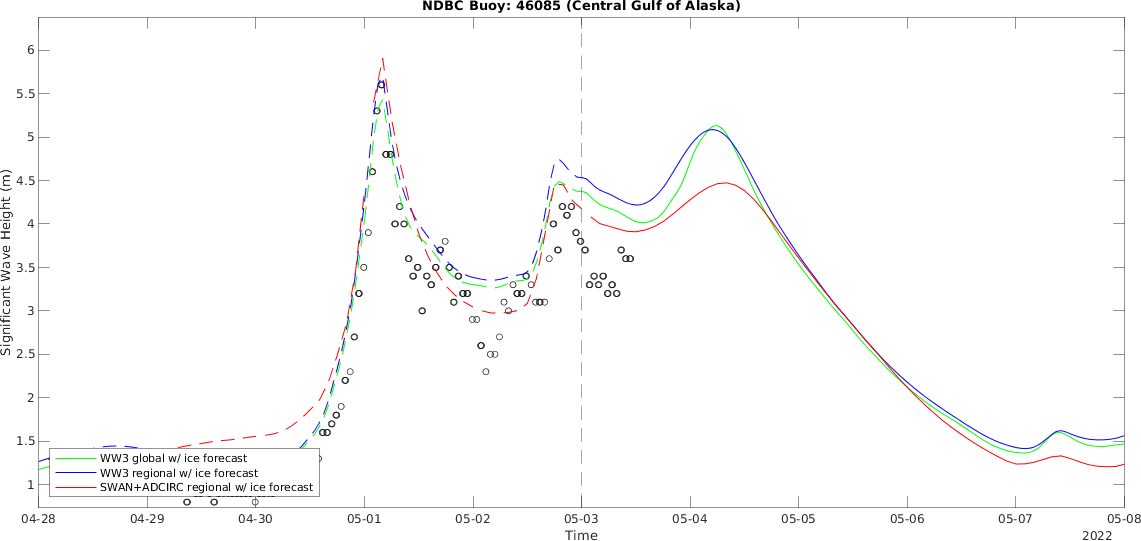 NDBC Buoy: 46085 (Central Gulf of Alaska)
Significant Wave Height (m)
6
5.5
5
4.5
4
3.5
3
2.5
2
1.5
1
WW3 global w/ ice forecast
WW3 regional w/ ice forecast
SWAN+ADCIRC regional w/ ice forecast
04-28 04-29 04-30 05-01 05-02 05-03 05-04 05-05 05-06 05-07 05-08
Time 2022